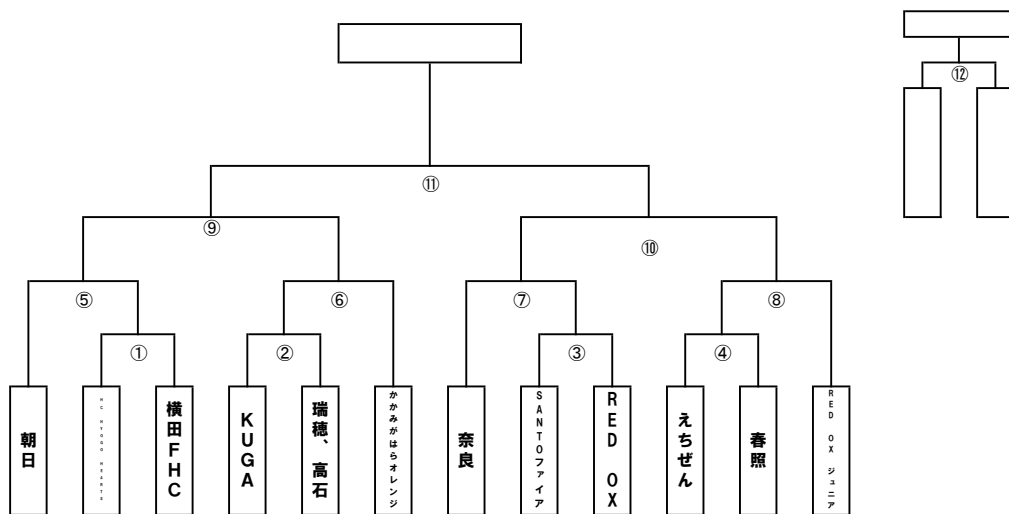 ⑫
⑪
⑨
⑩
⑤
⑥
⑦
⑧
①
②
③
④
朝日
HC HYOGO HEARTS
横田FHC
KUGA
瑞穂、高石
かかみがはらオレンジ
奈良
SANTOファイア
RED OX
えちぜん
春照
RED OX ジュニア